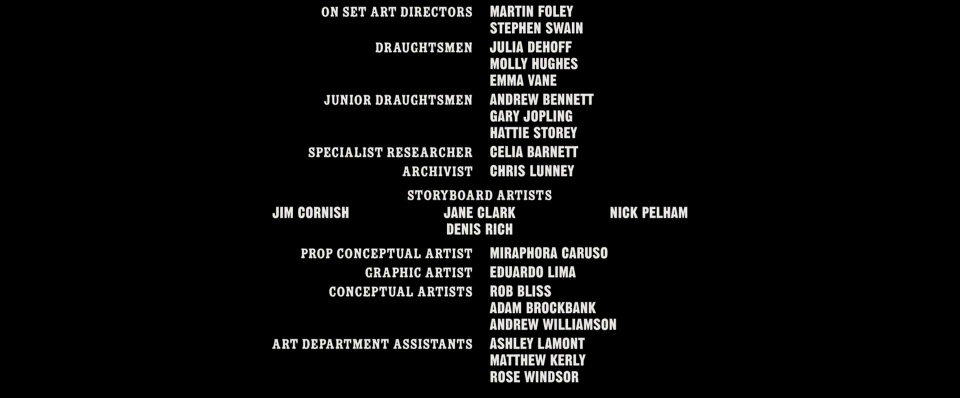 ON SET ART DIRECTORS MARTIN FOLEY
STEPHEN SWAIN
DRAUGHTSMEN JULIA DEHOFF
MOLLY HUGHES
EMMA VANE
JUNIOR DRAUGHTSMEN ANDREW BENNETT
GARY JOPLING
HATTIE STOREY
SPECIALIST RESEARCHER CELIA BARNETT
ARCHIVIST CHRIS LUNNEY
STORYBOARD ARTISTS
JIM CORNISH JANE CLARK NICK PELHAM
DENIS RICH
PROP CONCEPTUAL ARTIST MIRAPHORA CARUSO
GRAPHIC ARTIST EDUARDO LIMA
CONCEPTUAL ARTISTS ROB BLISS
ADAM BROCKBANK
ANDREW WILLIAMSON
ART DEPARTMENT ASSISTANTS ASHLEY LAMONT
MATTHEW KERLY
ROSE WINDSOR